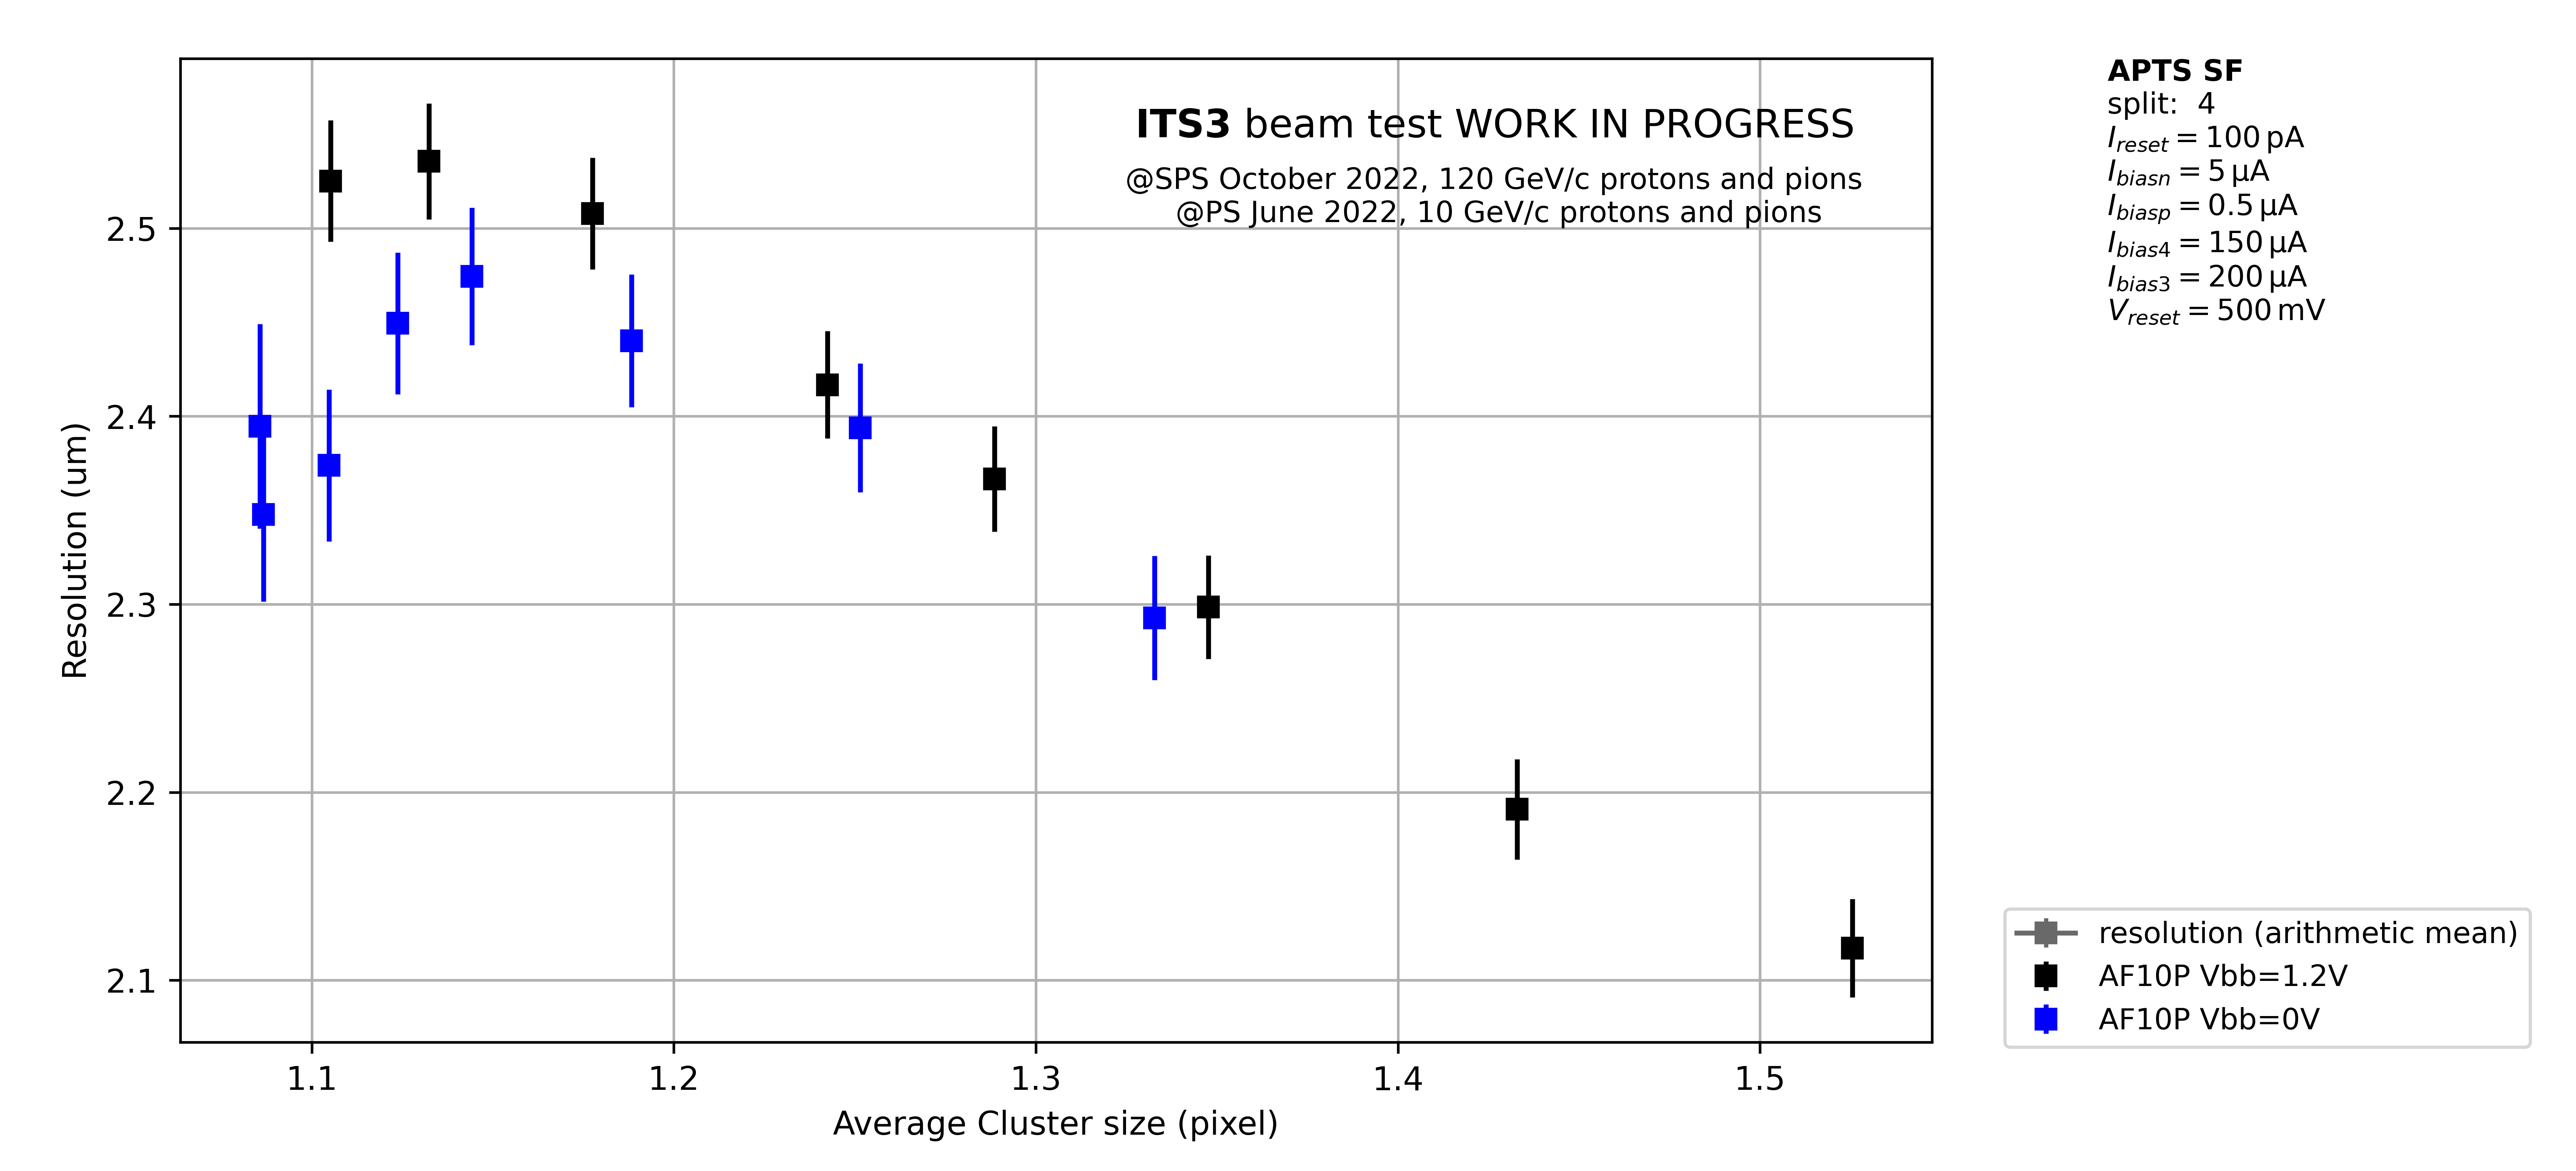 ITS3 beam test WORK IN PROGRESS
@SPS October 2022, 120 GeV/c protons and pions
@PS June 2022, 10 GeV/c protons and pions
APTS SF
split: 4
I_reset = 100 pA
I_biasn = 5 µA
I_biasp = 0.5 µA
I_bias4 = 150 µA
I_bias3 = 200 µA
V_reset = 500 mV
Resolution (um)
2.5
2.4
2.3
2.2
2.1
1.1 1.2 1.3 1.4 1.5
Average Cluster size (pixel)
resolution (arithmetic mean)
AF10P Vbb=1.2V
AF10P Vbb=0V